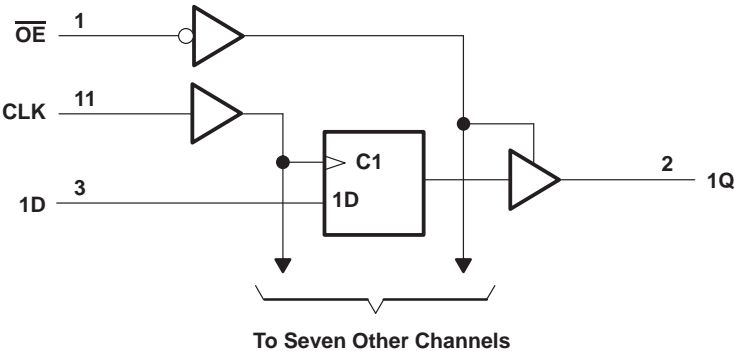 OE 1
CLK 11
C1
1D 3
1D
2 1Q
To Seven Other Channels